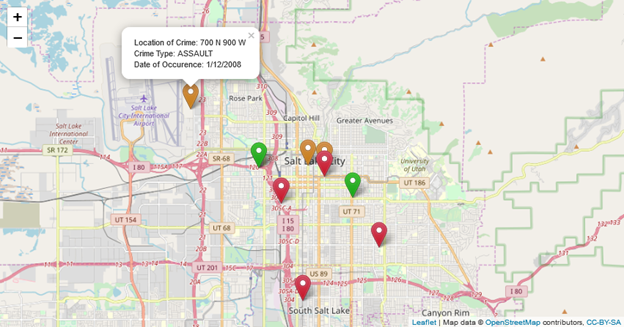 +
−
×
Location of Crime: 700 N 900 W
Crime Type: ASSAULT
Date of Occurence: 1/12/2008
Rose Park
Capitol Hill
Greater Avenues
Salt Lake
City-International
Airport
Salt Lake
International
Center
SR 172
I 80
SR-68
Salt Lake City
University
of Utah
UT 186
UT 154
UT 68
UT 71
I 15
I 80
UT 201
US 89
I 80
South Salt Lake
Canyon Rim
Leaflet | Map data © OpenStreetMap contributors, CC-BY-SA